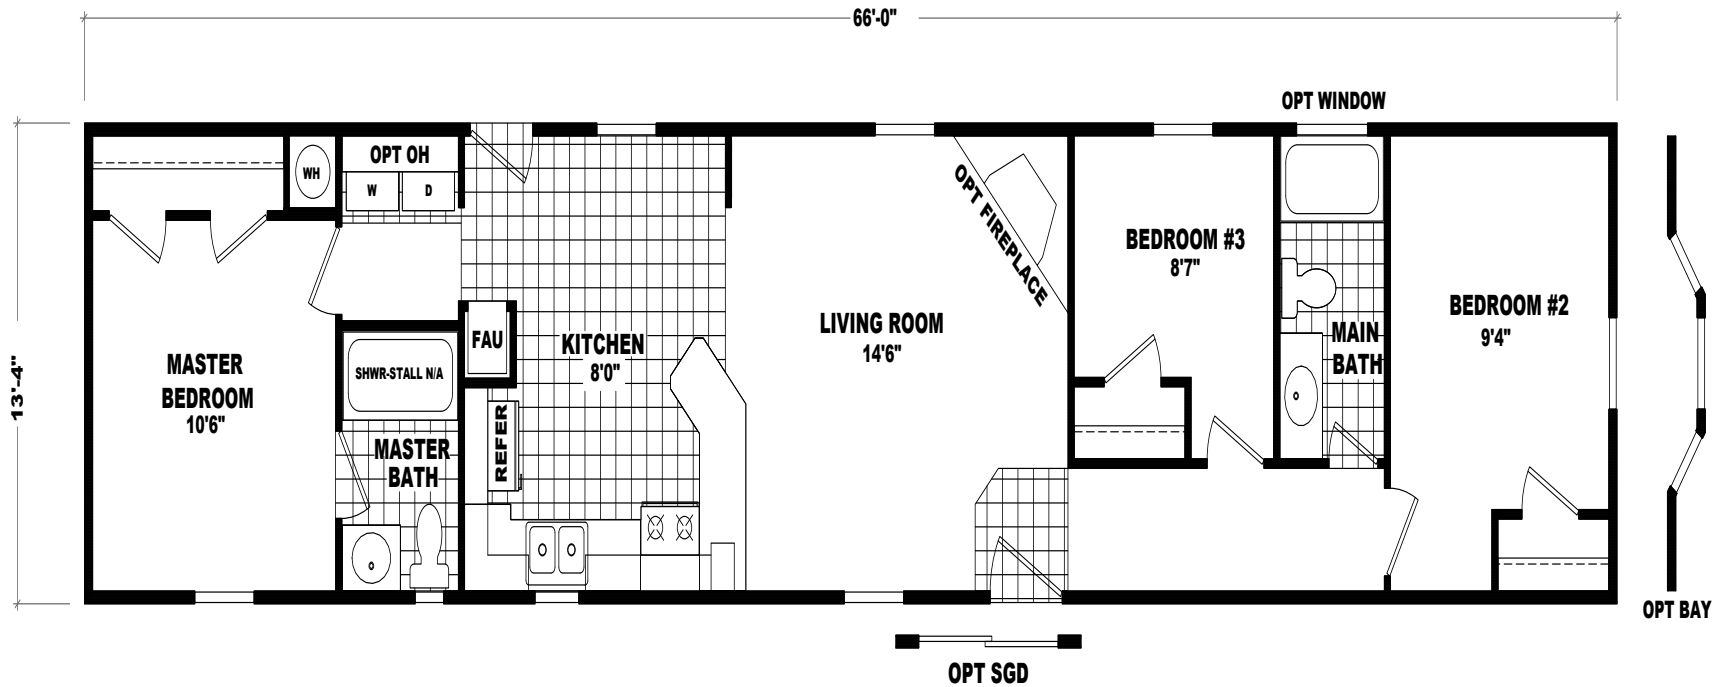 66'-0"
OPT WINDOW
OPT OH
WH
W
D
OPT FIREPLACE
BEDROOM #3
8'7"
BEDROOM #2
9'4"
LIVING ROOM
14'6"
MAIN
BATH
FAU
KITCHEN
8'0"
13'-4"
MASTER
BEDROOM
10'6"
SHWR-STALL N/A
REFER
MASTER
BATH
OPT BAY
OPT SGD